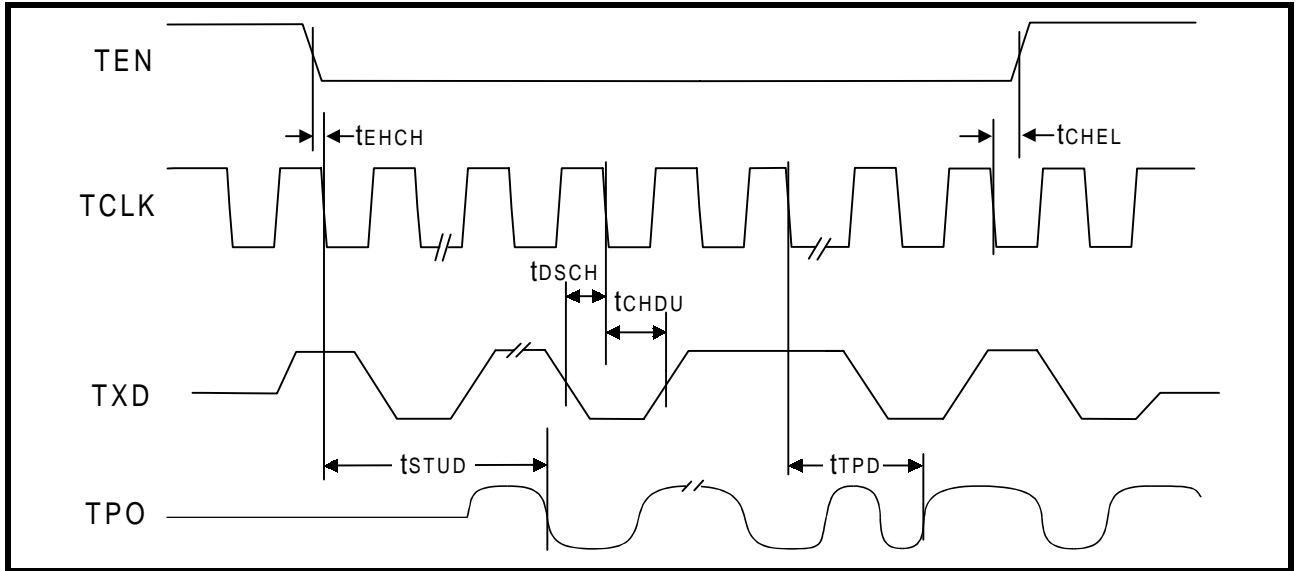 TEN
tEHCH
tCHEL
TCLK
tDSCH
tCHDU
TXD
tSTUD
tTPD
TPO